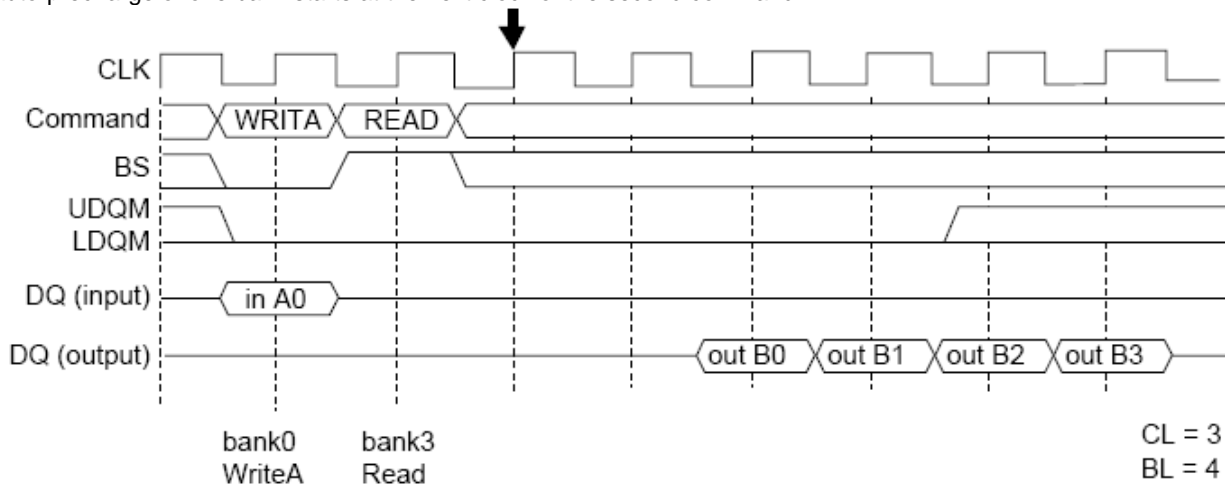 CLK
Command WRITA READ
BS
UDQM
LDQM
DQ (input) in A0
DQ (output) out B0 out B1 out B2 out B3
bank0 bank3 CL = 3
WriteA Read BL = 4